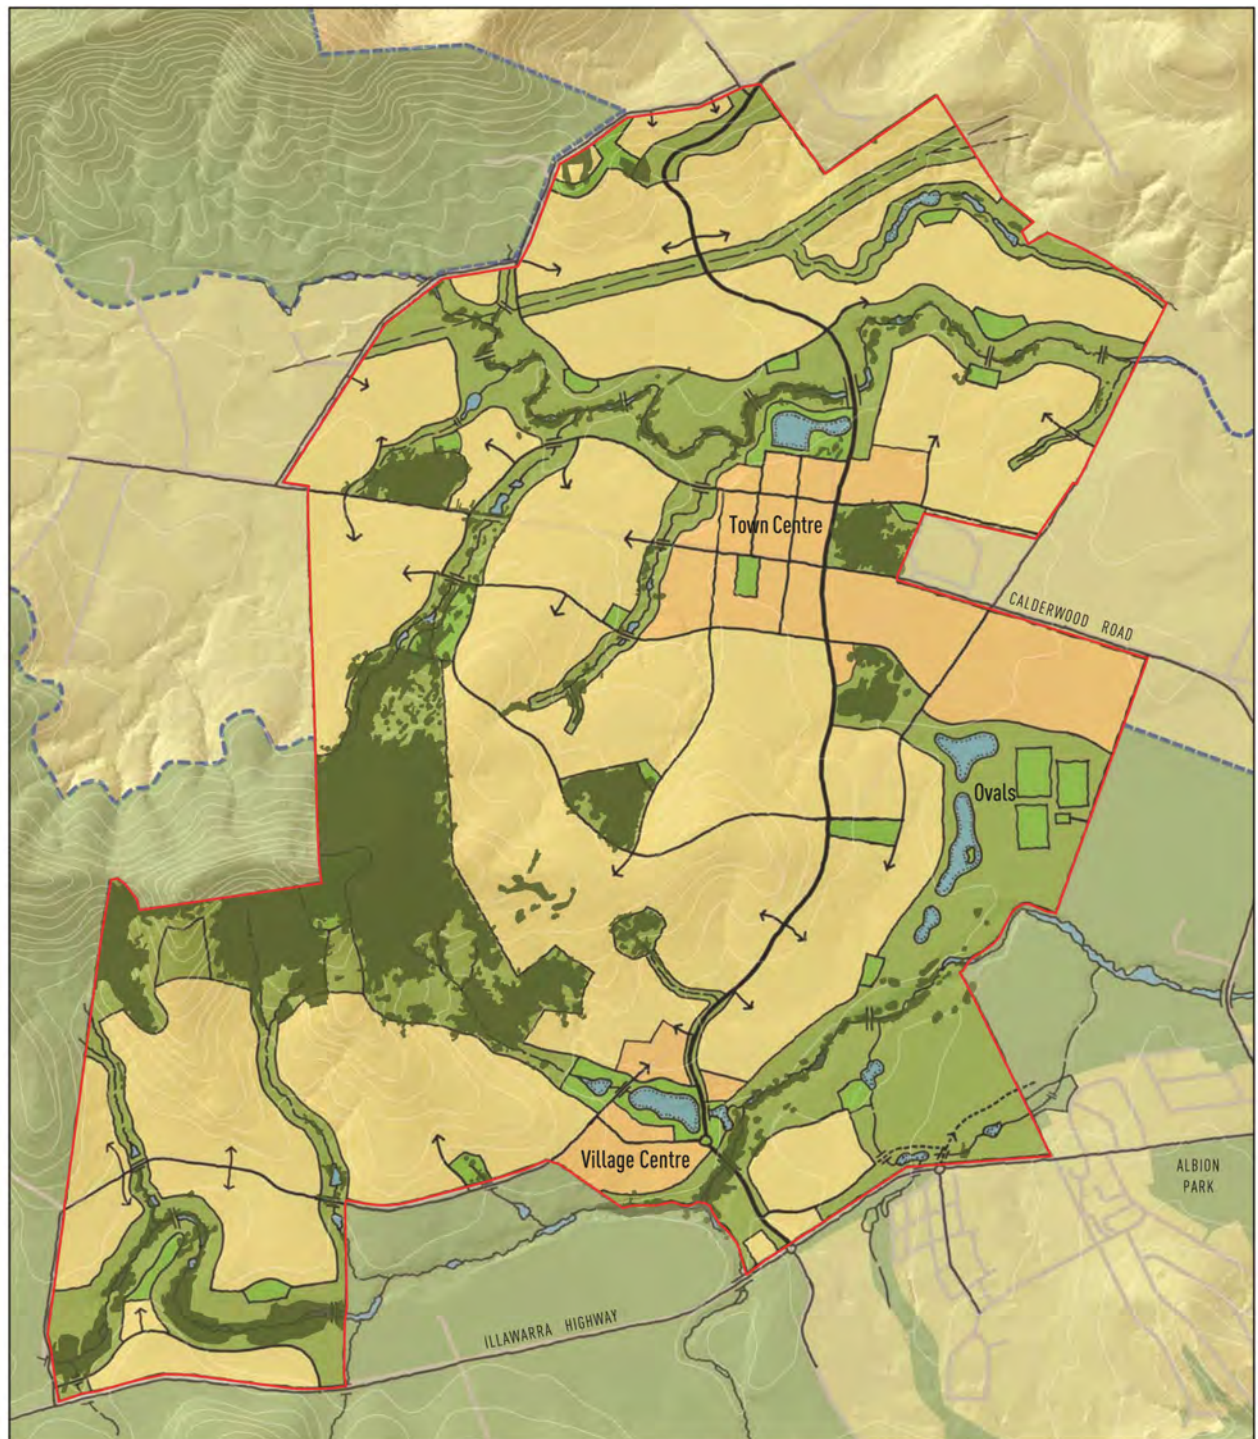 Town Centre
CALDERWOOD ROAD
Ovals
Village Centre
ALBION
PARK
ILLAWARRA HIGHWAY